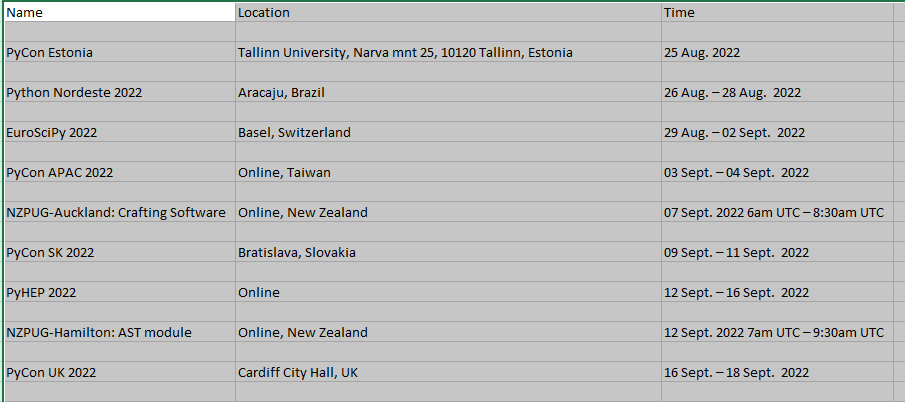 Name Location Time
PyCon Estonia Tallinn University, Narva mnt 25, 10120 Tallinn, Estonia 25 Aug. 2022
Python Nordeste 2022 Aracaju, Brazil 26 Aug. – 28 Aug.  2022
EuroSciPy 2022 Basel, Switzerland 29 Aug. – 02 Sept.  2022
PyCon APAC 2022 Online, Taiwan 03 Sept. – 04 Sept.  2022
NZPUG-Auckland: Crafting Software Online, New Zealand 07 Sept. 2022 6am UTC – 8:30am UTC
PyCon SK 2022 Bratislava, Slovakia 09 Sept. – 11 Sept.  2022
PyHEP 2022 Online 12 Sept. – 16 Sept.  2022
NZPUG-Hamilton: AST module Online, New Zealand 12 Sept. 2022 7am UTC – 9:30am UTC
PyCon UK 2022 Cardiff City Hall, UK 16 Sept. – 18 Sept.  2022